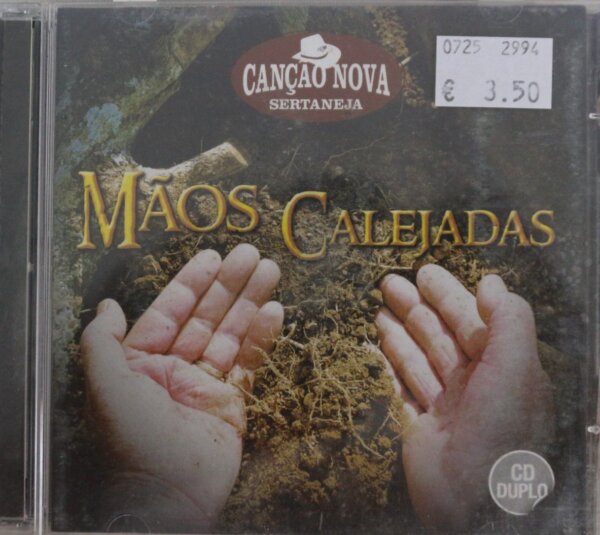 CANÇÃO NOVA
SERTANEJA
0725 2994
€ 3.50
MÃOS CALEJADAS
CD
DUPLO